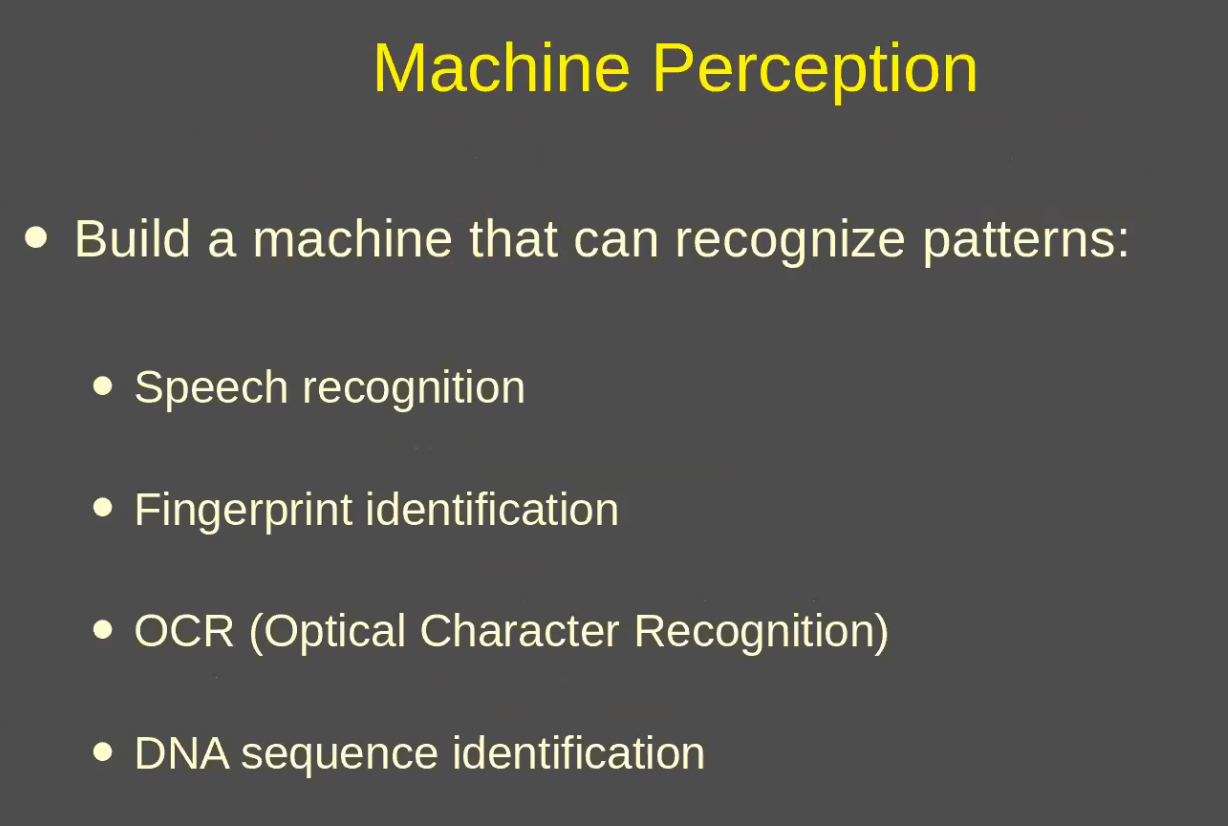 Machine Perception
• Build a machine that can recognize patterns:
• Speech recognition
• Fingerprint identification
• OCR (Optical Character Recognition)
• DNA sequence identification